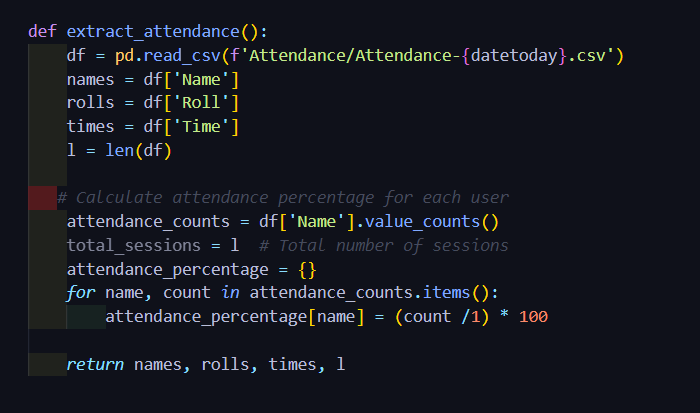 def extract_attendance():
    df = pd.read_csv(f'Attendance/Attendance-{datetoday}.csv')
    names = df['Name']
    rolls = df['Roll']
    times = df['Time']
    l = len(df)

   # Calculate attendance percentage for each user
    attendance_counts = df['Name'].value_counts()
    total_sessions = l  # Total number of sessions
    attendance_percentage = {}
    for name, count in attendance_counts.items():
        attendance_percentage[name] = (count /1) * 100

    return names, rolls, times, l